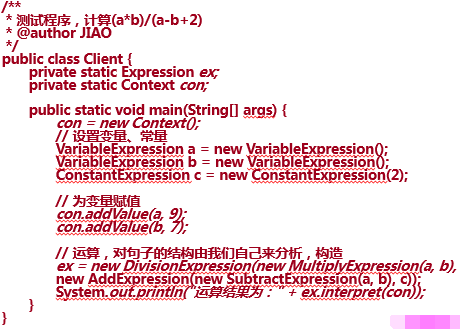 /**
 * 测试程序，计算(a*b)/(a-b+2)
 * @author JIAO
 */
public class Client {
    private static Expression ex;
    private static Context con;

    public static void main(String[] args) {
        con = new Context();
        // 设置变量、常量
        VariableExpression a = new VariableExpression();
        VariableExpression b = new VariableExpression();
        ConstantExpression c = new ConstantExpression(2);

        // 为变量赋值
        con.addValue(a, 9);
        con.addValue(b, 7);

        // 运算，对句子的结构由我们自己来分析，构造
        ex = new DivisionExpression(new MultiplyExpression(a, b),
        new AddExpression(new SubtractExpression(a, b), c));
        System.out.println("运算结果为：" + ex.interpret(con));
    }
}